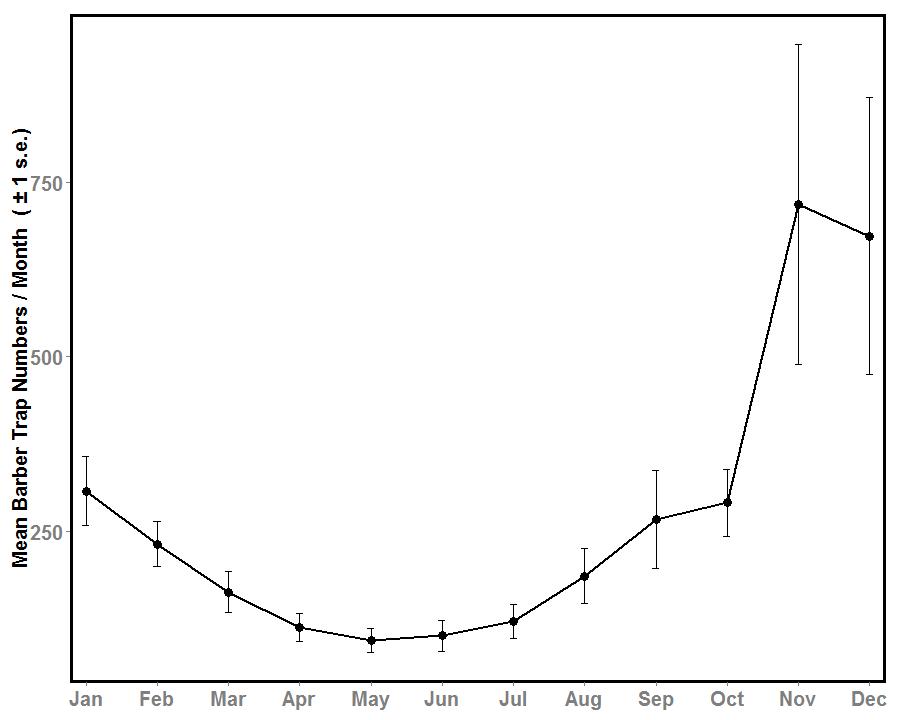 Mean Barber Trap Numbers / Month ( ± 1 s.e.)
750
500
250
Jan Feb Mar Apr May Jun Jul Aug Sep Oct Nov Dec